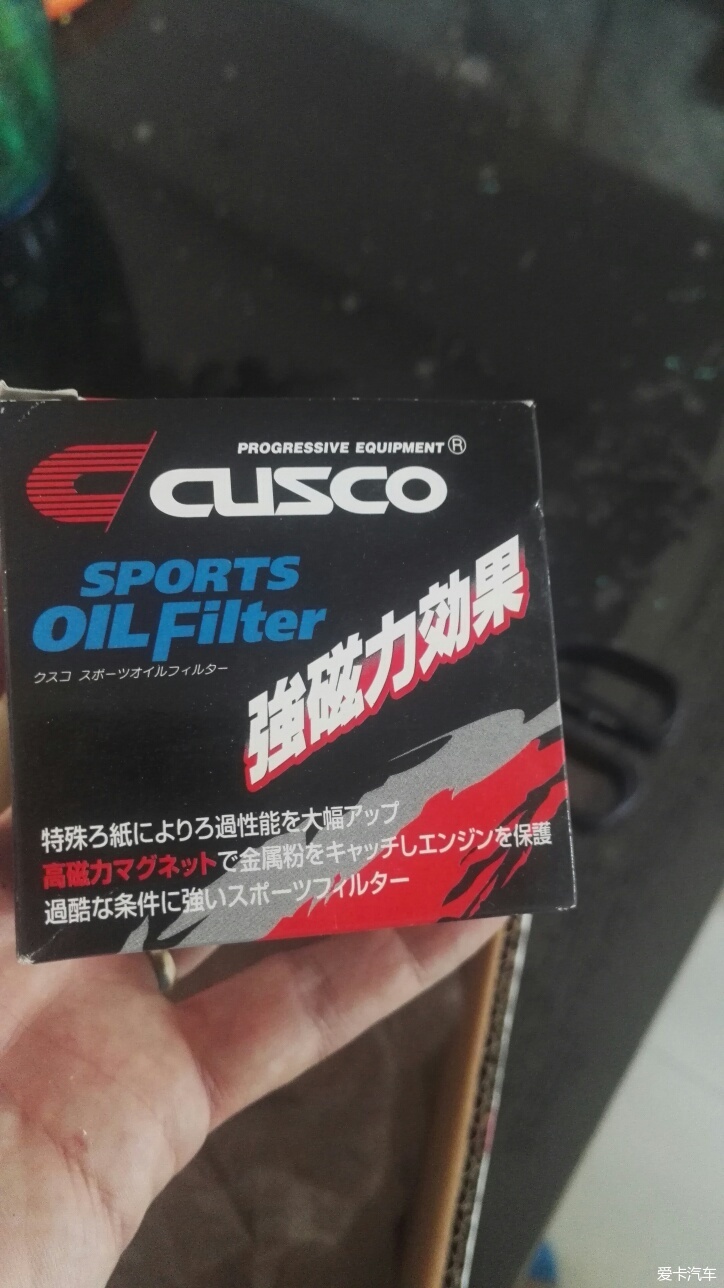 PROGRESSIVE EQUIPMENT®
CUSCO
SPORTS
OIL Filter
クスコ スポーツオイルフィルター
強磁力効果
特殊ろ紙によりろ過性能を大幅アップ
高磁力マグネットで金属粉をキャッチしエンジンを保護
過酷な条件に強いスポーツフィルター
爱卡汽车